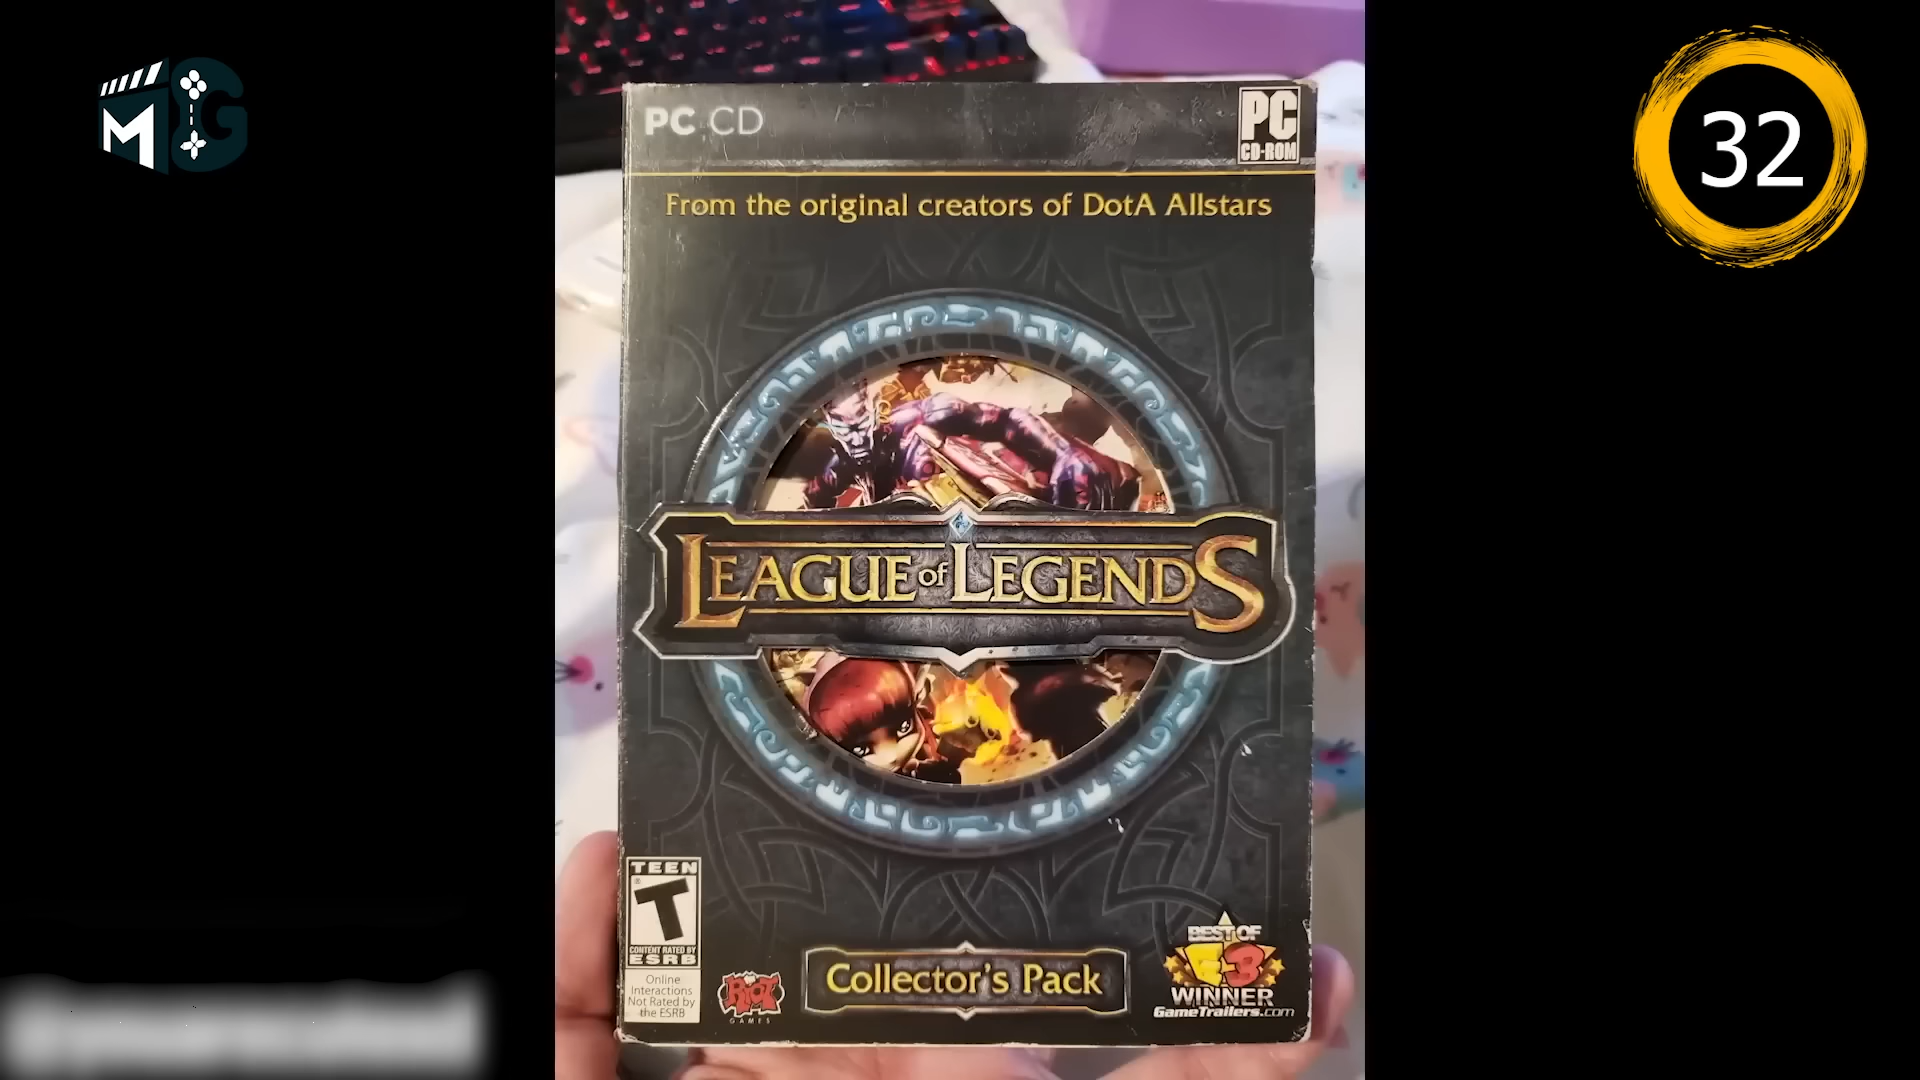 MG
32
PC CD
PC
CD-ROM
From the original creators of DotA Allstars
LEAGUE of LEGENDS
TEEN
T
CONTENT RATED BY
ESRB
Online
Interactions
Not Rated by
the ESRB
RIOT
GAMES
Collector's Pack
BEST OF
E3
WINNER
GameTrailers.com